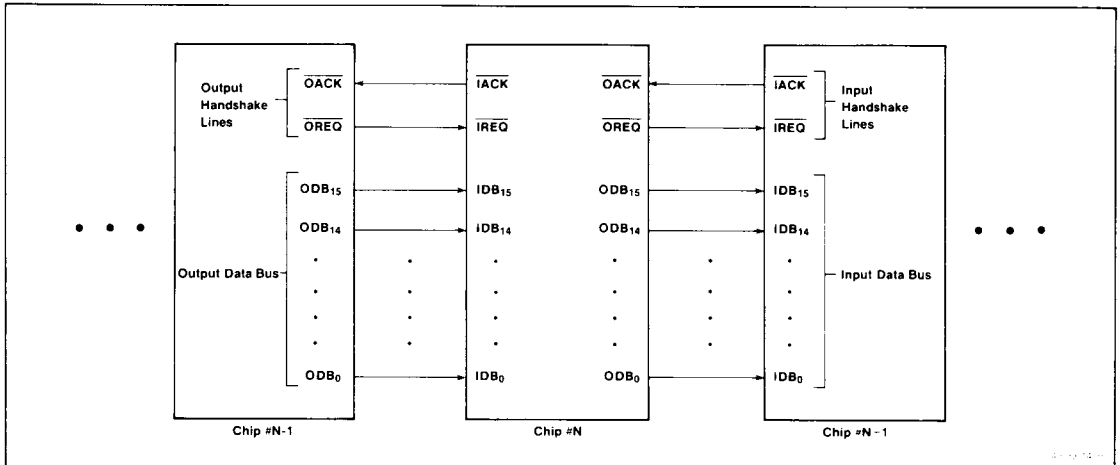 Output
Handshake
Lines
OACK
OREQ
ODB15
ODB14
Output Data Bus
ODB0
Chip #N-1
IACK
IREQ
IDB15
IDB14
IDB0
OACK
OREQ
ODB15
ODB14
ODB0
Chip #N
IACK
IREQ
IDB15
IDB14
IDB0
Input
Handshake
Lines
Input Data Bus
Chip #N-1